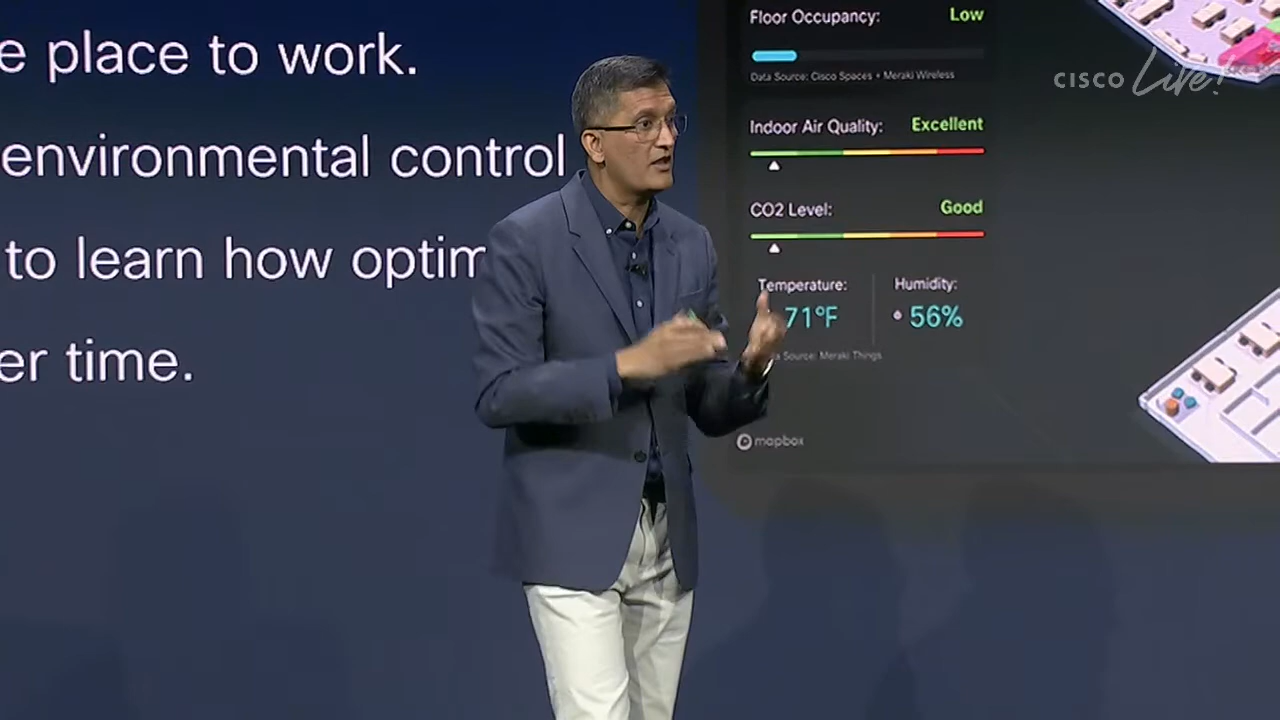 e place to work.
environmental control
to learn how optim
er time.
Floor Occupancy: Low
Data Source: Cisco Spaces + Meraki Wireless
Indoor Air Quality: Excellent
CO2 Level: Good
Temperature: Humidity:
71°F 56%
Source: Meraki Things
mapbox
CISCO Live!